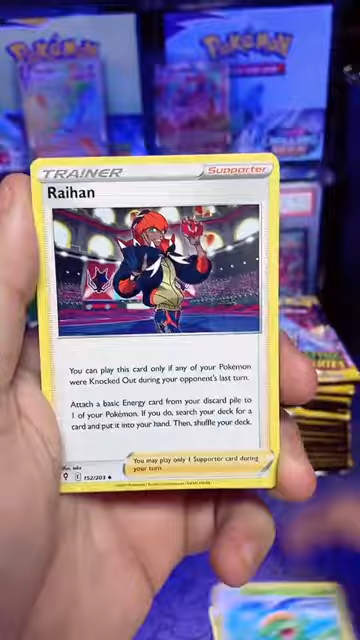 Pokémon
Pokémon
TRAINER
Supporter
Raihan
You can play this card only if any of your Pokémon
were Knocked Out during your opponent's last turn.
Attach a basic Energy card from your discard pile to
1 of your Pokémon. If you do, search your deck for a
card and put it into your hand. Then, shuffle your deck.
You may play only 1 Supporter card during
your turn.
152/203